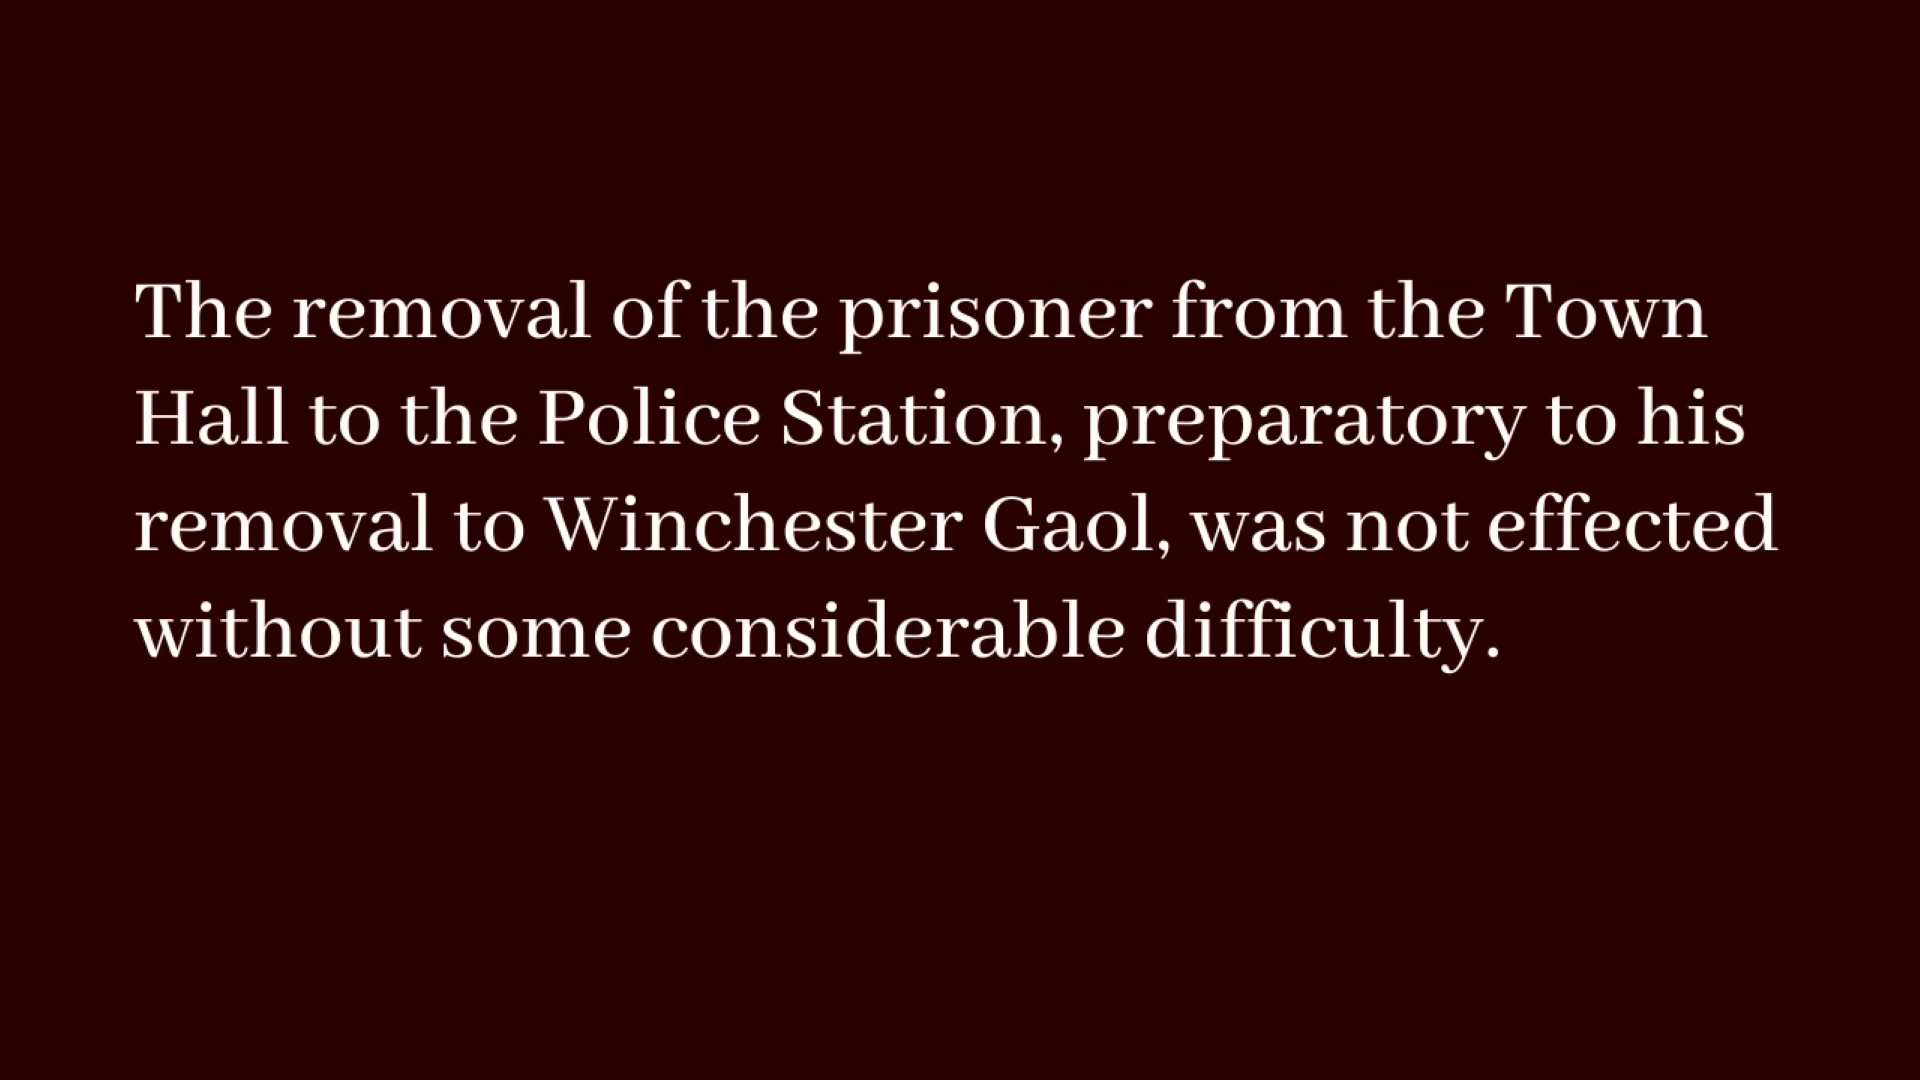 The removal of the prisoner from the Town
Hall to the Police Station, preparatory to his
removal to Winchester Gaol, was not effected
without some considerable difficulty.